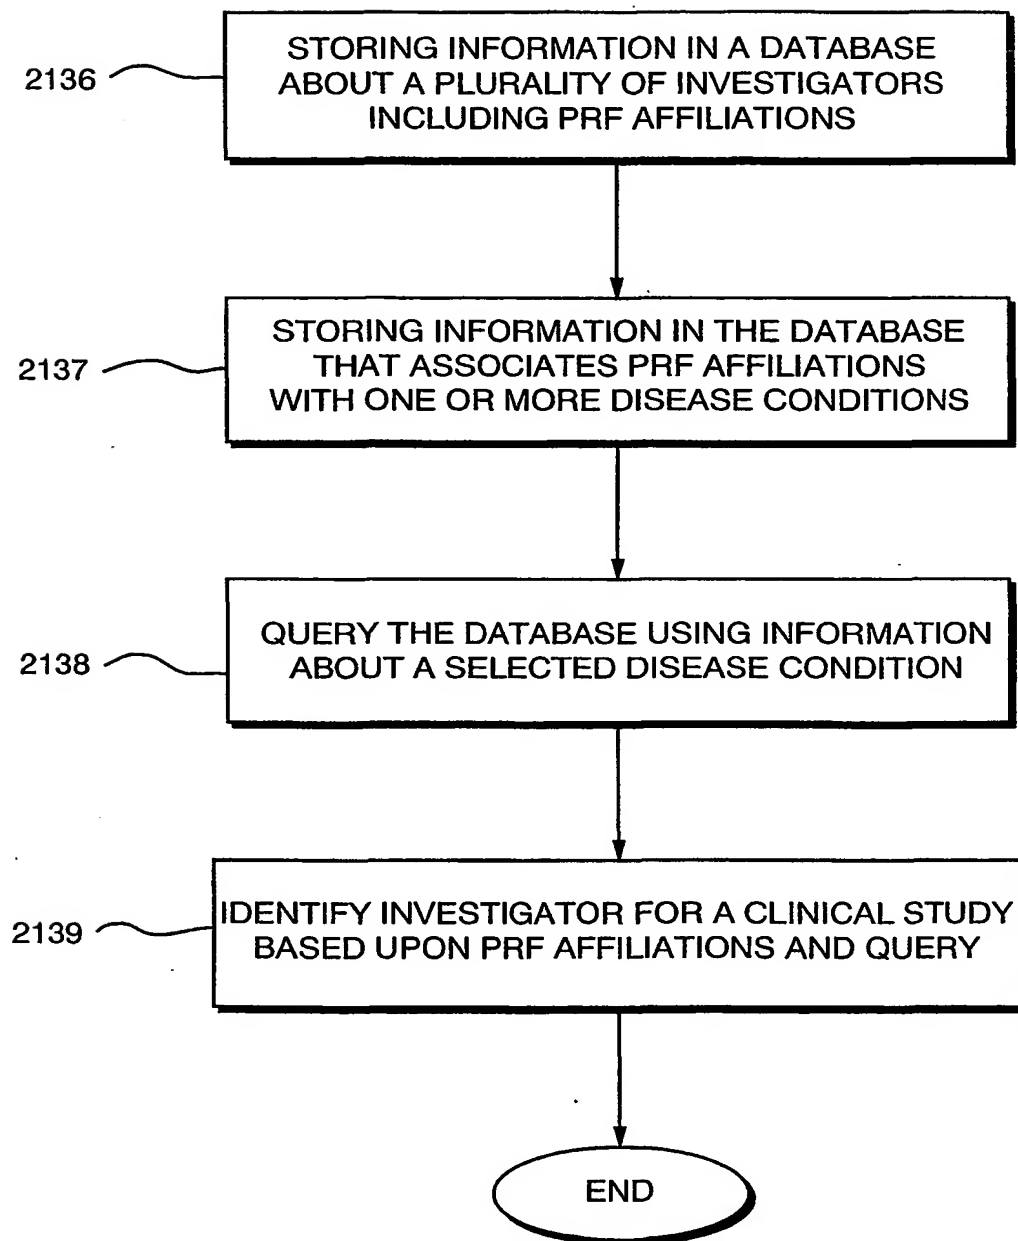 2136
STORING INFORMATION IN A DATABASE
ABOUT A PLURALITY OF INVESTIGATORS
INCLUDING PRF AFFILIATIONS
2137
STORING INFORMATION IN THE DATABASE
THAT ASSOCIATES PRF AFFILIATIONS
WITH ONE OR MORE DISEASE CONDITIONS
2138
QUERY THE DATABASE USING INFORMATION
ABOUT A SELECTED DISEASE CONDITION
2139
IDENTIFY INVESTIGATOR FOR A CLINICAL STUDY
BASED UPON PRF AFFILIATIONS AND QUERY
END